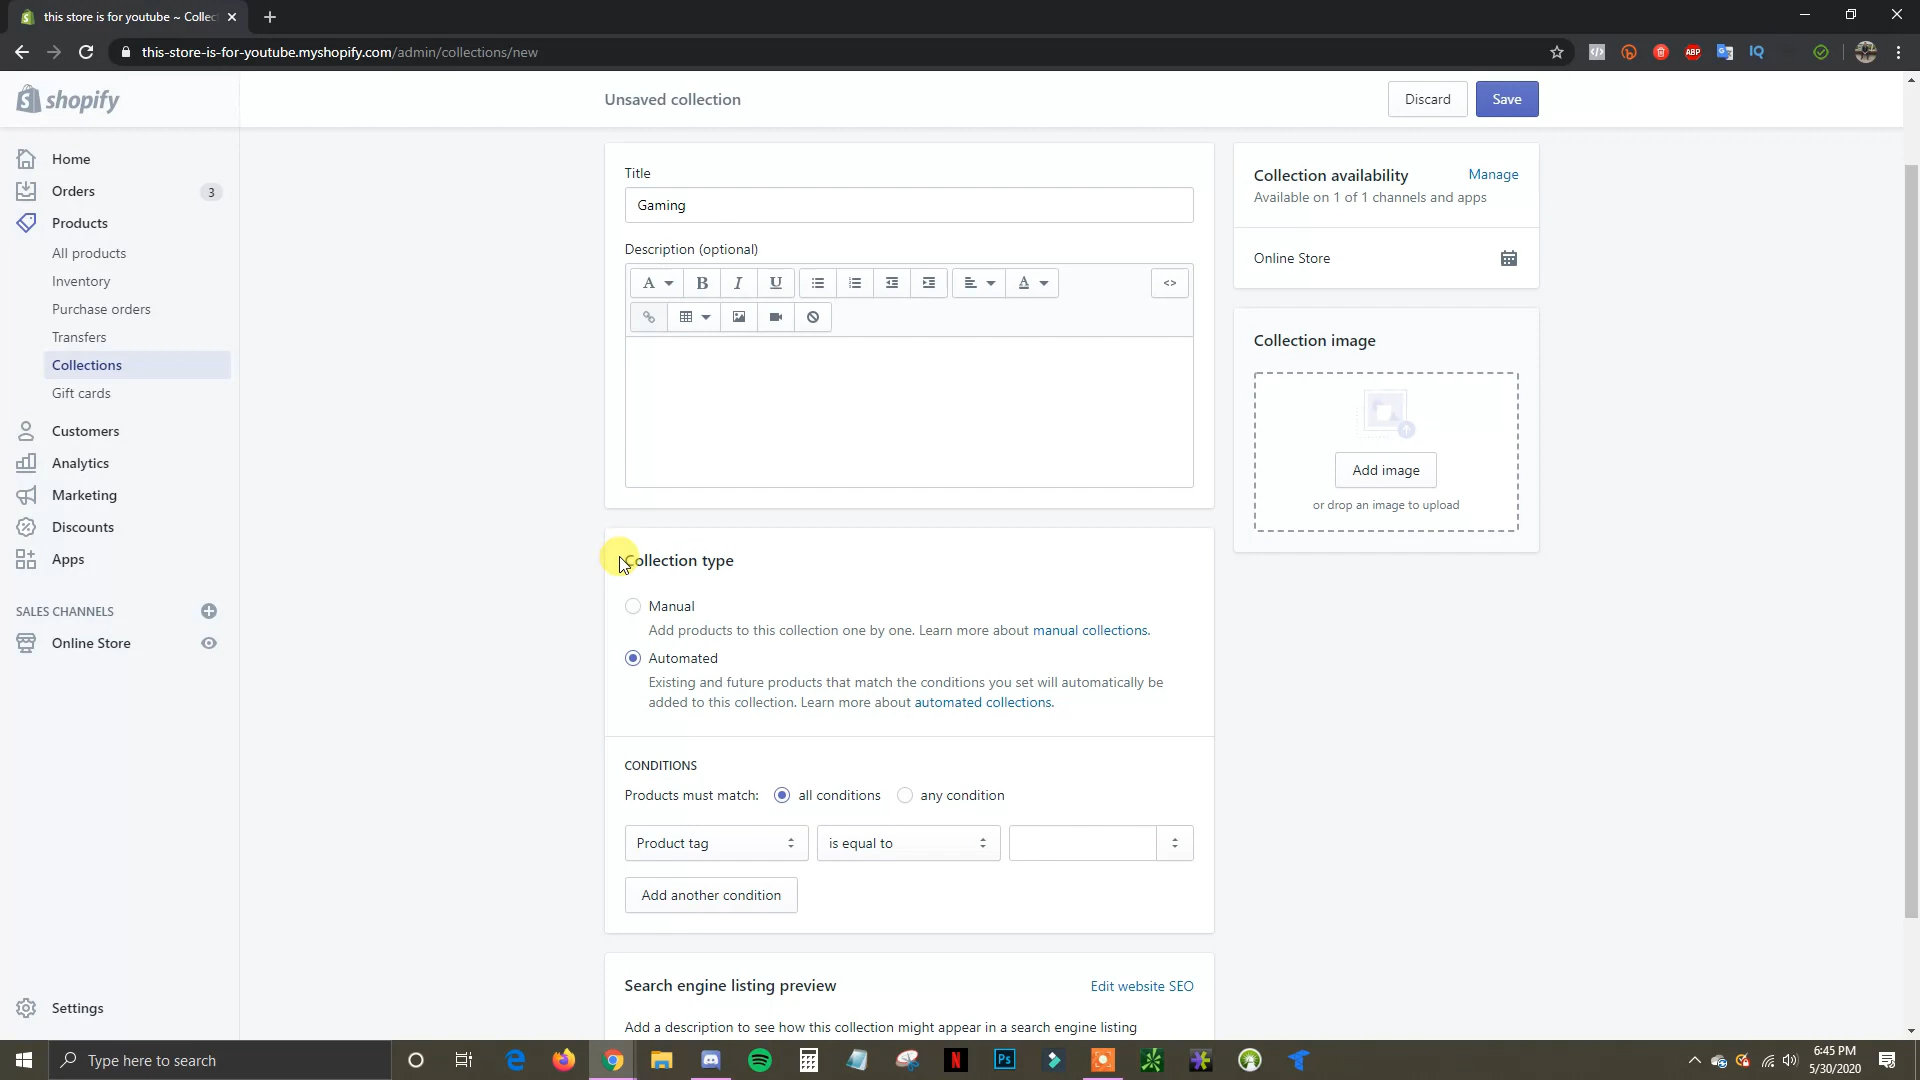 this store is for youtube ~ Collec
this-store-is-for-youtube.myshopify.com/admin/collections/new
ABP
IQ
shopify
Unsaved collection
Discard
Save
Home
Orders
3
Products
All products
Inventory
Purchase orders
Transfers
Collections
Gift cards
Customers
Analytics
Marketing
Discounts
Apps
SALES CHANNELS
Online Store
Settings
Title
Gaming
Description (optional)
A B I U A <>
Collection type
Manual
Add products to this collection one by one. Learn more about manual collections.
Automated
Existing and future products that match the conditions you set will automatically be
added to this collection. Learn more about automated collections.
CONDITIONS
Products must match: all conditions any condition
Product tag is equal to
Add another condition
Search engine listing preview
Edit website SEO
Add a description to see how this collection might appear in a search engine listing
Collection availability
Manage
Available on 1 of 1 channels and apps
Online Store
Collection image
Add image
or drop an image to upload
Type here to search
N
Ps
6:45 PM
5/30/2020